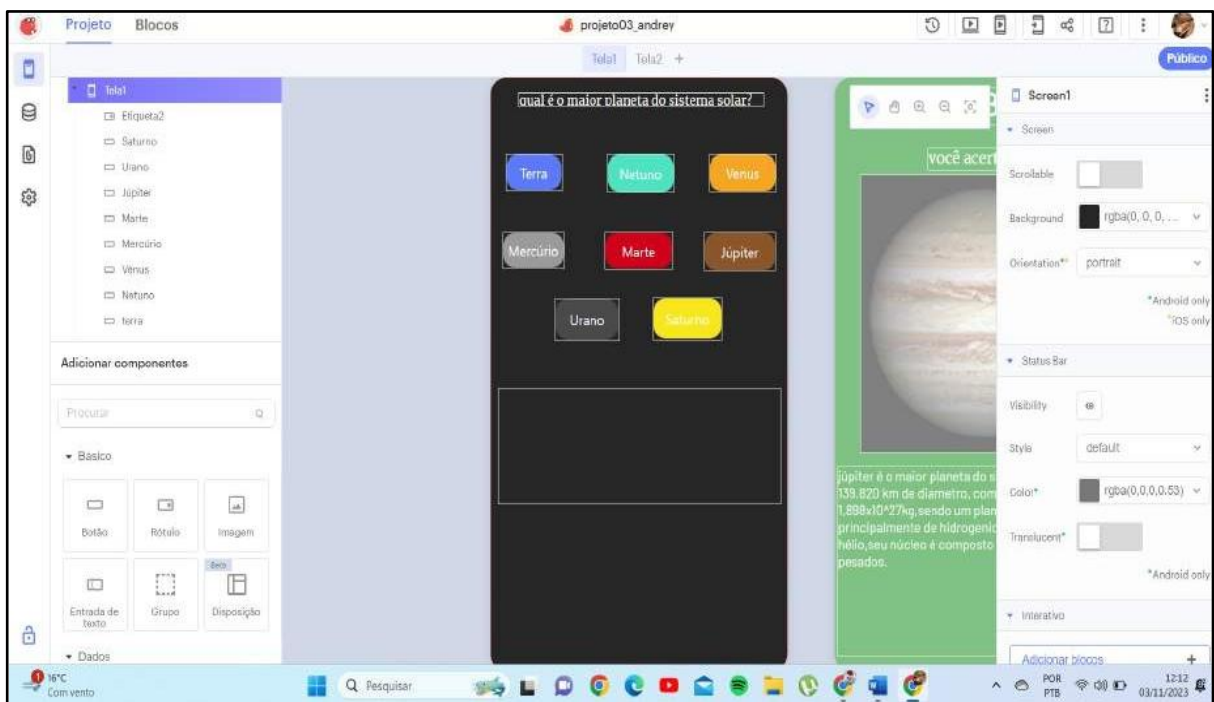 Projeto Blocos
projeto03_andrey
Tela1 Tela2 +
Público
Tela1
Etiqueta2
Saturno
Urano
Júpiter
Marte
Mercúrio
Vênus
Netuno
terra
Adicionar componentes
Procurar
Basico
Botão
Rótulo
Imagem
Beta
Entrada de texto
Grupo
Disposição
Dados
qual é o maior planeta do sistema solar?
Terra
Netuno
Venus
Mercúrio
Marte
Júpiter
Urano
Saturno
você acert
júpiter é o maior planeta do s
139.820 km de diametro, com
1,898x10^27kg,sendo um plan
principalmente de hidrogenio
hélio,seu núcleo é composto
pesados.
Screen1
Screen
Scrollable
Background rgba(0, 0, 0, ...
Orientation** portrait
*Android only
*iOS only
Status Bar
Visibility
Style default
Color* rgba(0,0,0,0.53)
Translucent*
*Android only
Interativo
Adicionar blocos +
16°C
Com vento
Pesquisar
POR
PTB
12:12
03/11/2023